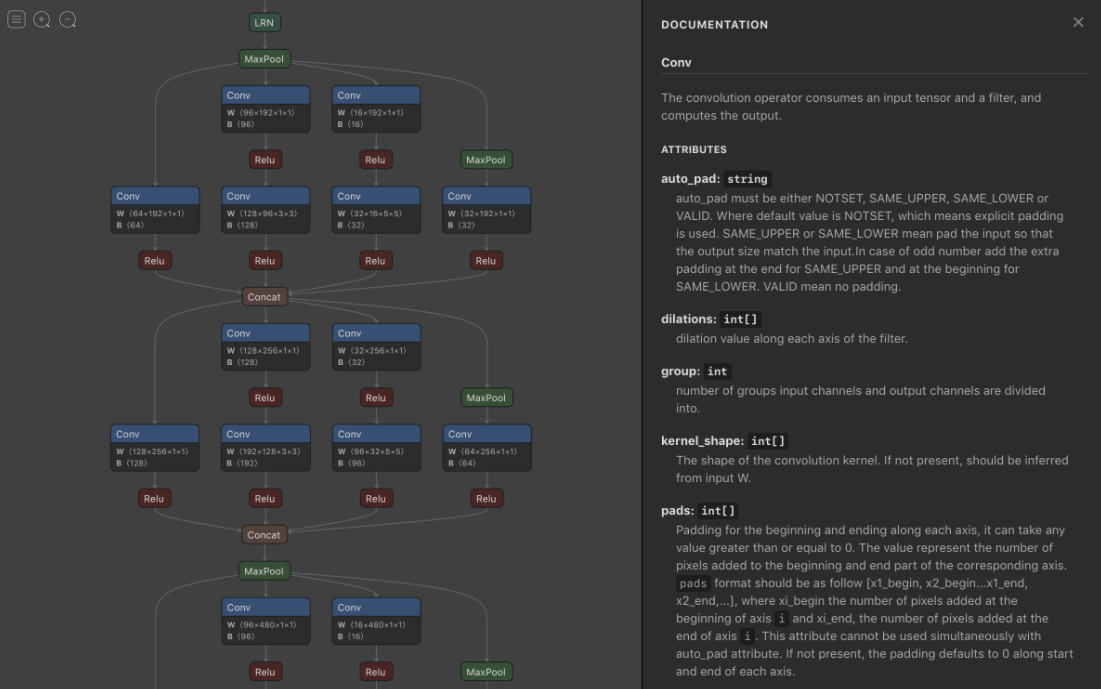 LRN
MaxPool
Conv
W ⟨96×192×1×1⟩
B ⟨96⟩
Conv
W ⟨16×192×1×1⟩
B ⟨16⟩
Relu
Relu
MaxPool
Conv
W ⟨64×192×1×1⟩
B ⟨64⟩
Conv
W ⟨128×96×3×3⟩
B ⟨128⟩
Conv
W ⟨32×16×5×5⟩
B ⟨32⟩
Conv
W ⟨32×192×1×1⟩
B ⟨32⟩
Relu
Relu
Relu
Relu
Concat
Conv
W ⟨128×256×1×1⟩
B ⟨128⟩
Conv
W ⟨32×256×1×1⟩
B ⟨32⟩
Relu
Relu
MaxPool
Conv
W ⟨128×256×1×1⟩
B ⟨128⟩
Conv
W ⟨192×128×3×3⟩
B ⟨192⟩
Conv
W ⟨96×32×5×5⟩
B ⟨96⟩
Conv
W ⟨64×256×1×1⟩
B ⟨64⟩
Relu
Relu
Relu
Relu
Concat
MaxPool
Conv
W ⟨96×480×1×1⟩
B ⟨96⟩
Conv
W ⟨16×480×1×1⟩
B ⟨16⟩
Relu
Relu
MaxPool
DOCUMENTATION
Conv
The convolution operator consumes an input tensor and a filter, and
computes the output.
ATTRIBUTES
auto_pad: string
auto_pad must be either NOTSET, SAME_UPPER, SAME_LOWER or
VALID. Where default value is NOTSET, which means explicit padding
is used. SAME_UPPER or SAME_LOWER mean pad the input so that
the output size match the input.In case of odd number add the extra
padding at the end for SAME_UPPER and at the beginning for
SAME_LOWER. VALID mean no padding.
dilations: int[]
dilation value along each axis of the filter.
group: int
number of groups input channels and output channels are divided
into.
kernel_shape: int[]
The shape of the convolution kernel. If not present, should be inferred
from input W.
pads: int[]
Padding for the beginning and ending along each axis, it can take any
value greater than or equal to 0. The value represent the number of
pixels added to the beginning and end part of the corresponding axis.
pads format should be as follow [x1_begin, x2_begin...x1_end,
x2_end,...], where xi_begin the number of pixels added at the
beginning of axis i and xi_end, the number of pixels added at the
end of axis i. This attribute cannot be used simultaneously with
auto_pad attribute. If not present, the padding defaults to 0 along start
and end of each axis.